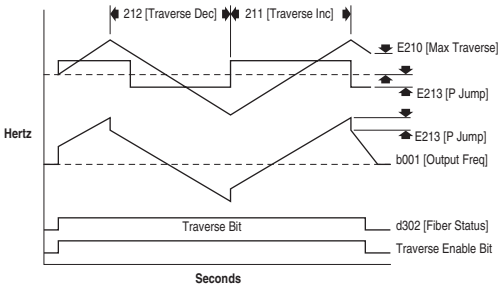 212 [Traverse Dec]
211 [Traverse Inc]
E210 [Max Traverse]
E213 [P Jump]
Hertz
E213 [P Jump]
b001 [Output Freq]
Traverse Bit
d302 [Fiber Status]
Traverse Enable Bit
Seconds